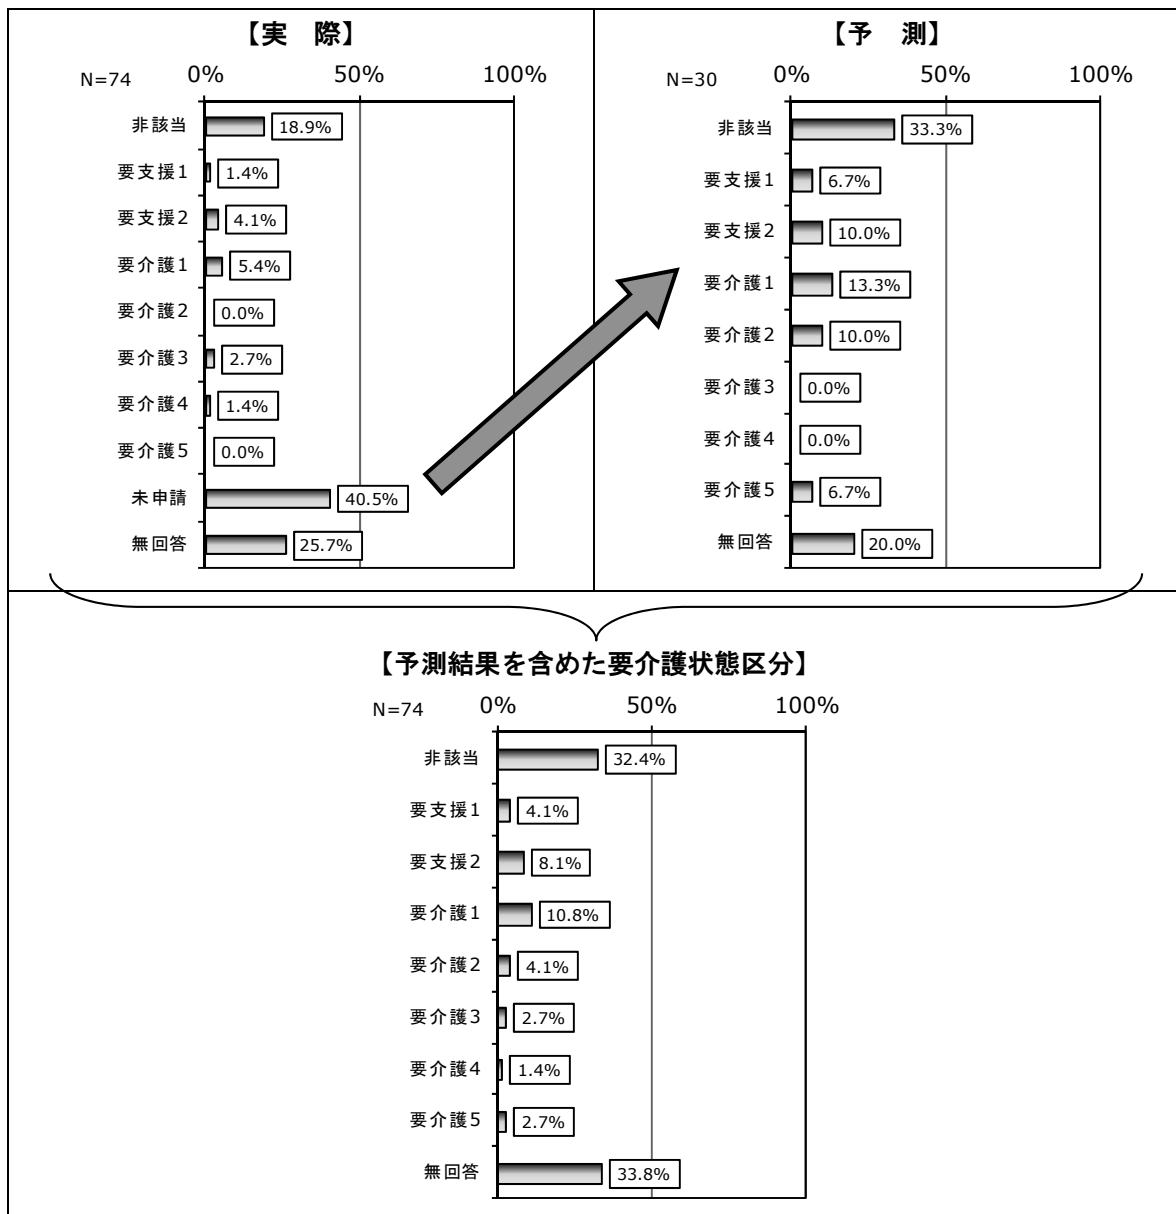 【実　際】
N=74
0% 50% 100%
非該当 18.9%
要支援1 1.4%
要支援2 4.1%
要介護1 5.4%
要介護2 0.0%
要介護3 2.7%
要介護4 1.4%
要介護5 0.0%
未申請 40.5%
無回答 25.7%
【予　測】
N=30
0% 50% 100%
非該当 33.3%
要支援1 6.7%
要支援2 10.0%
要介護1 13.3%
要介護2 10.0%
要介護3 0.0%
要介護4 0.0%
要介護5 6.7%
無回答 20.0%
【予測結果を含めた要介護状態区分】
N=74
0% 50% 100%
非該当 32.4%
要支援1 4.1%
要支援2 8.1%
要介護1 10.8%
要介護2 4.1%
要介護3 2.7%
要介護4 1.4%
要介護5 2.7%
無回答 33.8%